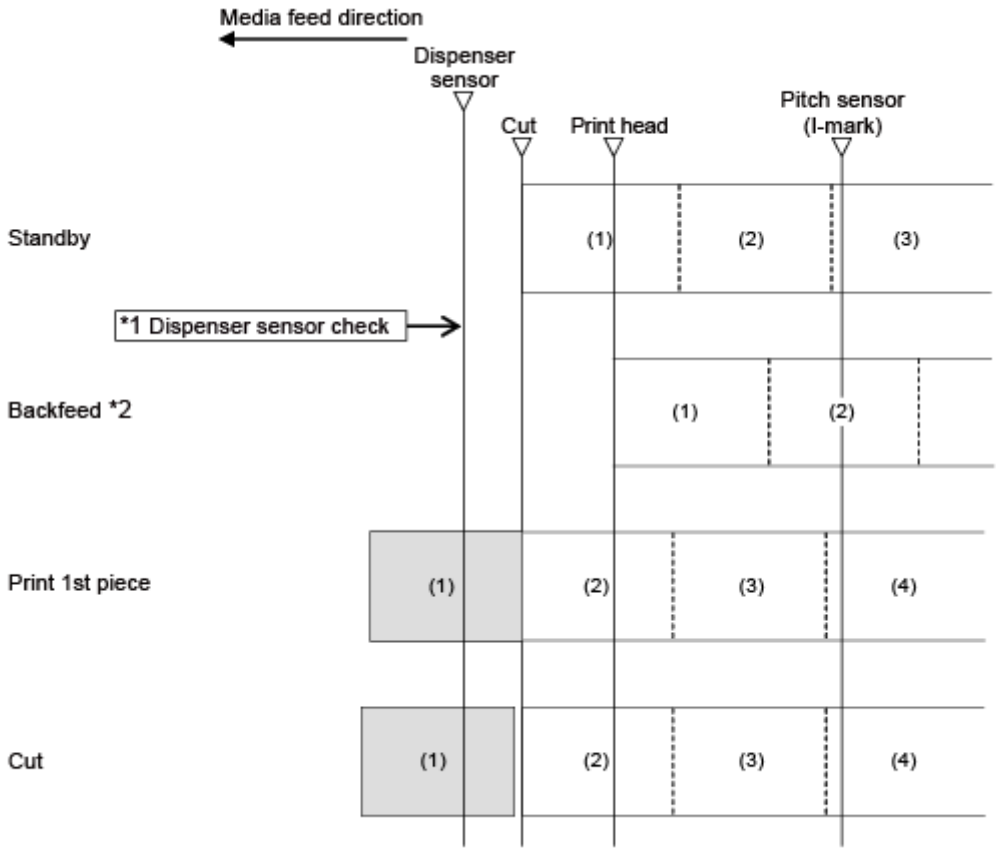 Media feed direction
Dispenser
sensor
Cut
Print head
Pitch sensor
(I-mark)
Standby
(1)
(2)
(3)
*1 Dispenser sensor check
Backfeed *2
(1)
(2)
Print 1st piece
(1)
(2)
(3)
(4)
Cut
(1)
(2)
(3)
(4)